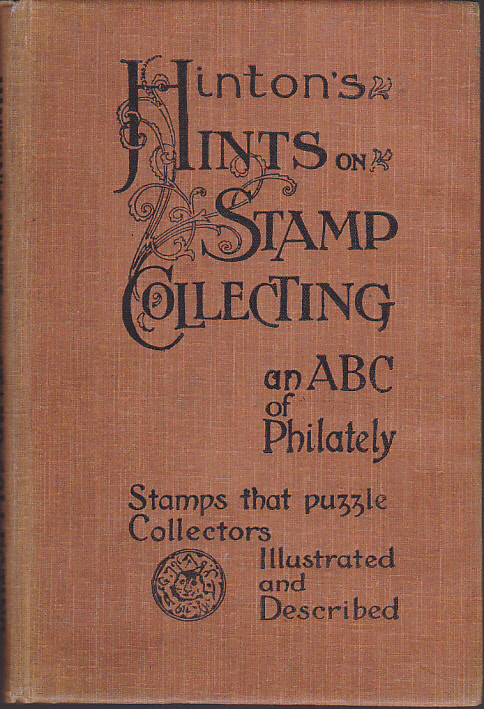 Hinton's
HINTS ON
STAMP
COLLECTING
an ABC
of
Philately
Stamps that puzzle
Collectors
Illustrated
and
Described